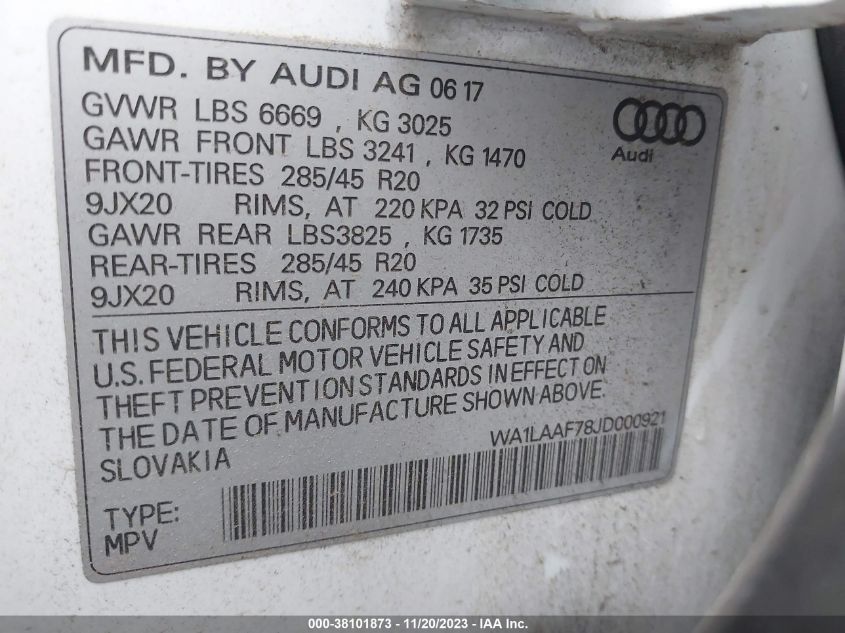 MFD. BY AUDI AG 06 17
GVWR LBS 6669 , KG 3025
GAWR FRONT LBS 3241 , KG 1470
FRONT-TIRES 285/45 R20
9JX20 RIMS, AT 220 KPA 32 PSI COLD
GAWR REAR LBS3825 , KG 1735
REAR-TIRES 285/45 R20
9JX20 RIMS, AT 240 KPA 35 PSI COLD
Audi
THIS VEHICLE CONFORMS TO ALL APPLICABLE
U.S. FEDERAL MOTOR VEHICLE SAFETY AND
THEFT PREVENTION STANDARDS IN EFFECT ON
THE DATE OF MANUFACTURE SHOWN ABOVE.
SLOVAKIA
WA1LAAF78JD000921
TYPE:
MPV
000-38101873 - 11/20/2023 - IAA Inc.